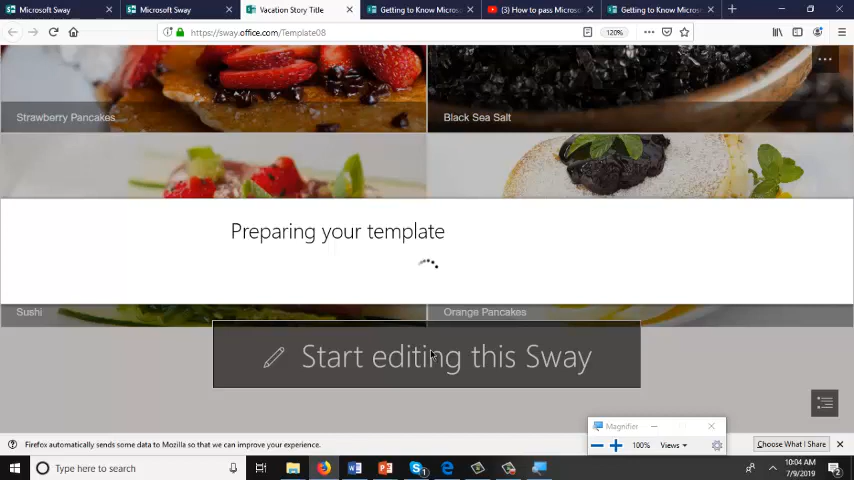 Microsoft Sway
Microsoft Sway
Vacation Story Title
Getting to Know Micros
(3) How to pass Microso
Getting to Know Micros
https://sway.office.com/Template08
120%
Strawberry Pancakes
Black Sea Salt
Preparing your template
Sushi
Orange Pancakes
Start editing this Sway
Magnifier
100%
Views
Firefox automatically sends some data to Mozilla so that we can improve your experience.
Choose What I Share
Type here to search
10:04 AM
7/9/2019